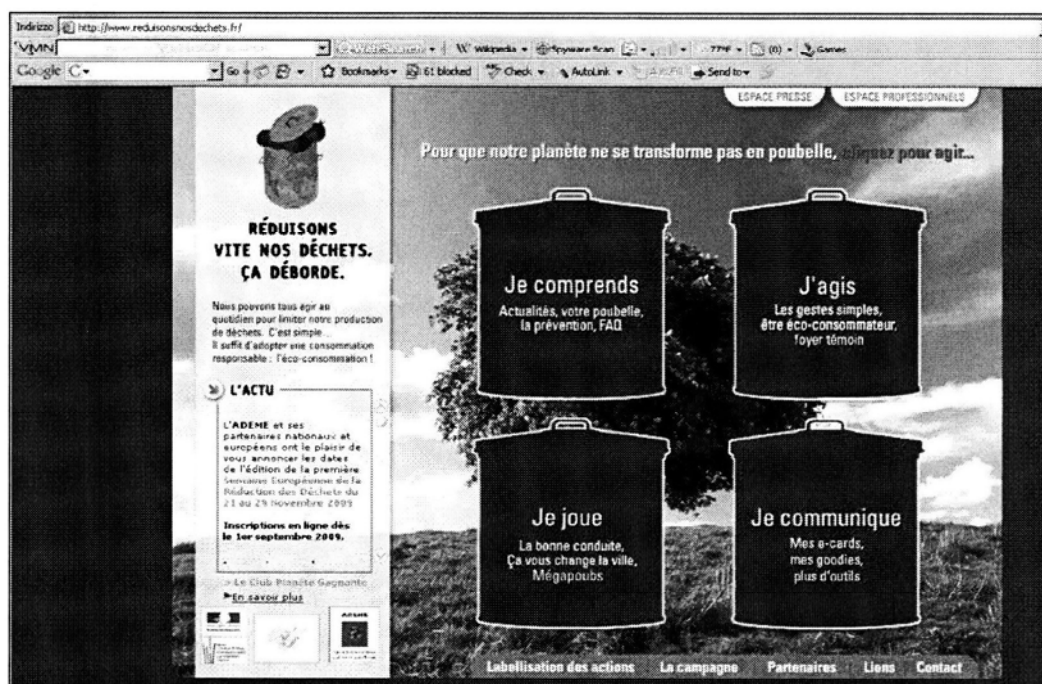 Indirizzo http://www.reduisonsnosdechets.fr/
Wikipedia Spyware Scan 77°F (0) Games
Google Go Bookmarks 61 blocked Check AutoLink Send to
ESPACE PRESSE ESPACE PROFESSIONNELS
Pour que notre planète ne se transforme pas en poubelle, cliquez pour agir...
RÉDUISONS
VITE NOS DÉCHETS.
ÇA DÉBORDE.
Nous pouvons tous agir au
quotidien pour limiter notre production
de déchets. C'est simple...
Il suffit d'adopter une consommation
responsable : l'éco-consommation !
L'ACTU
L'ADEME et ses
partenaires nationaux et
européens ont le plaisir de
vous annoncer les dates
de l'édition de la première
Semaine Européenne de la
Réduction des Déchets du
21 au 29 Novembre 2009
Inscriptions en ligne dès
le 1er septembre 2009.
> Le Club Planète Gagnante
En savoir plus
ADEME
Je comprends
Actualités, votre poubelle,
la prévention, FAQ
J'agis
Les gestes simples,
être éco-consommateur,
foyer témoin
Je joue
La bonne conduite,
Ça vous change la ville,
Mégapoubs
Je communique
Mes e-cards,
mes goodies,
plus d'outils
Labellisation des actions La campagne Partenaires Liens Contact